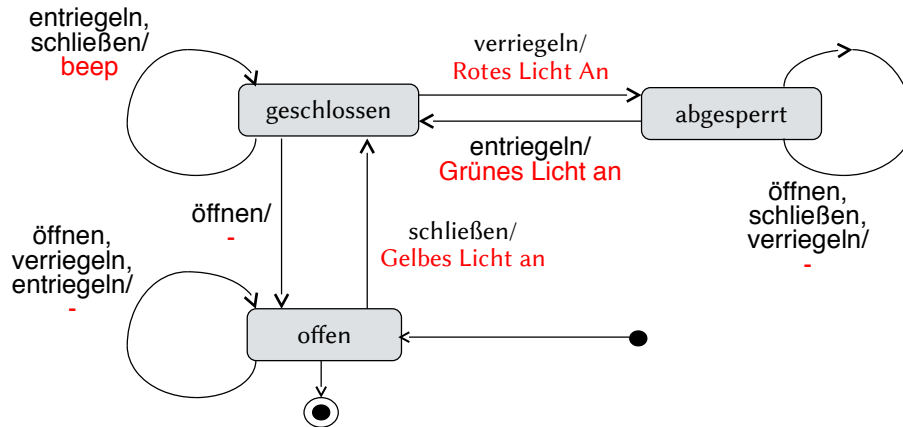 entriegeln,
schließen/
beep
verriegeln/
Rotes Licht An
geschlossen
abgesperrt
entriegeln/
Grünes Licht an
öffnen/
-
schließen/
Gelbes Licht an
öffnen,
schließen,
verriegeln/
-
öffnen,
verriegeln,
entriegeln/
-
offen